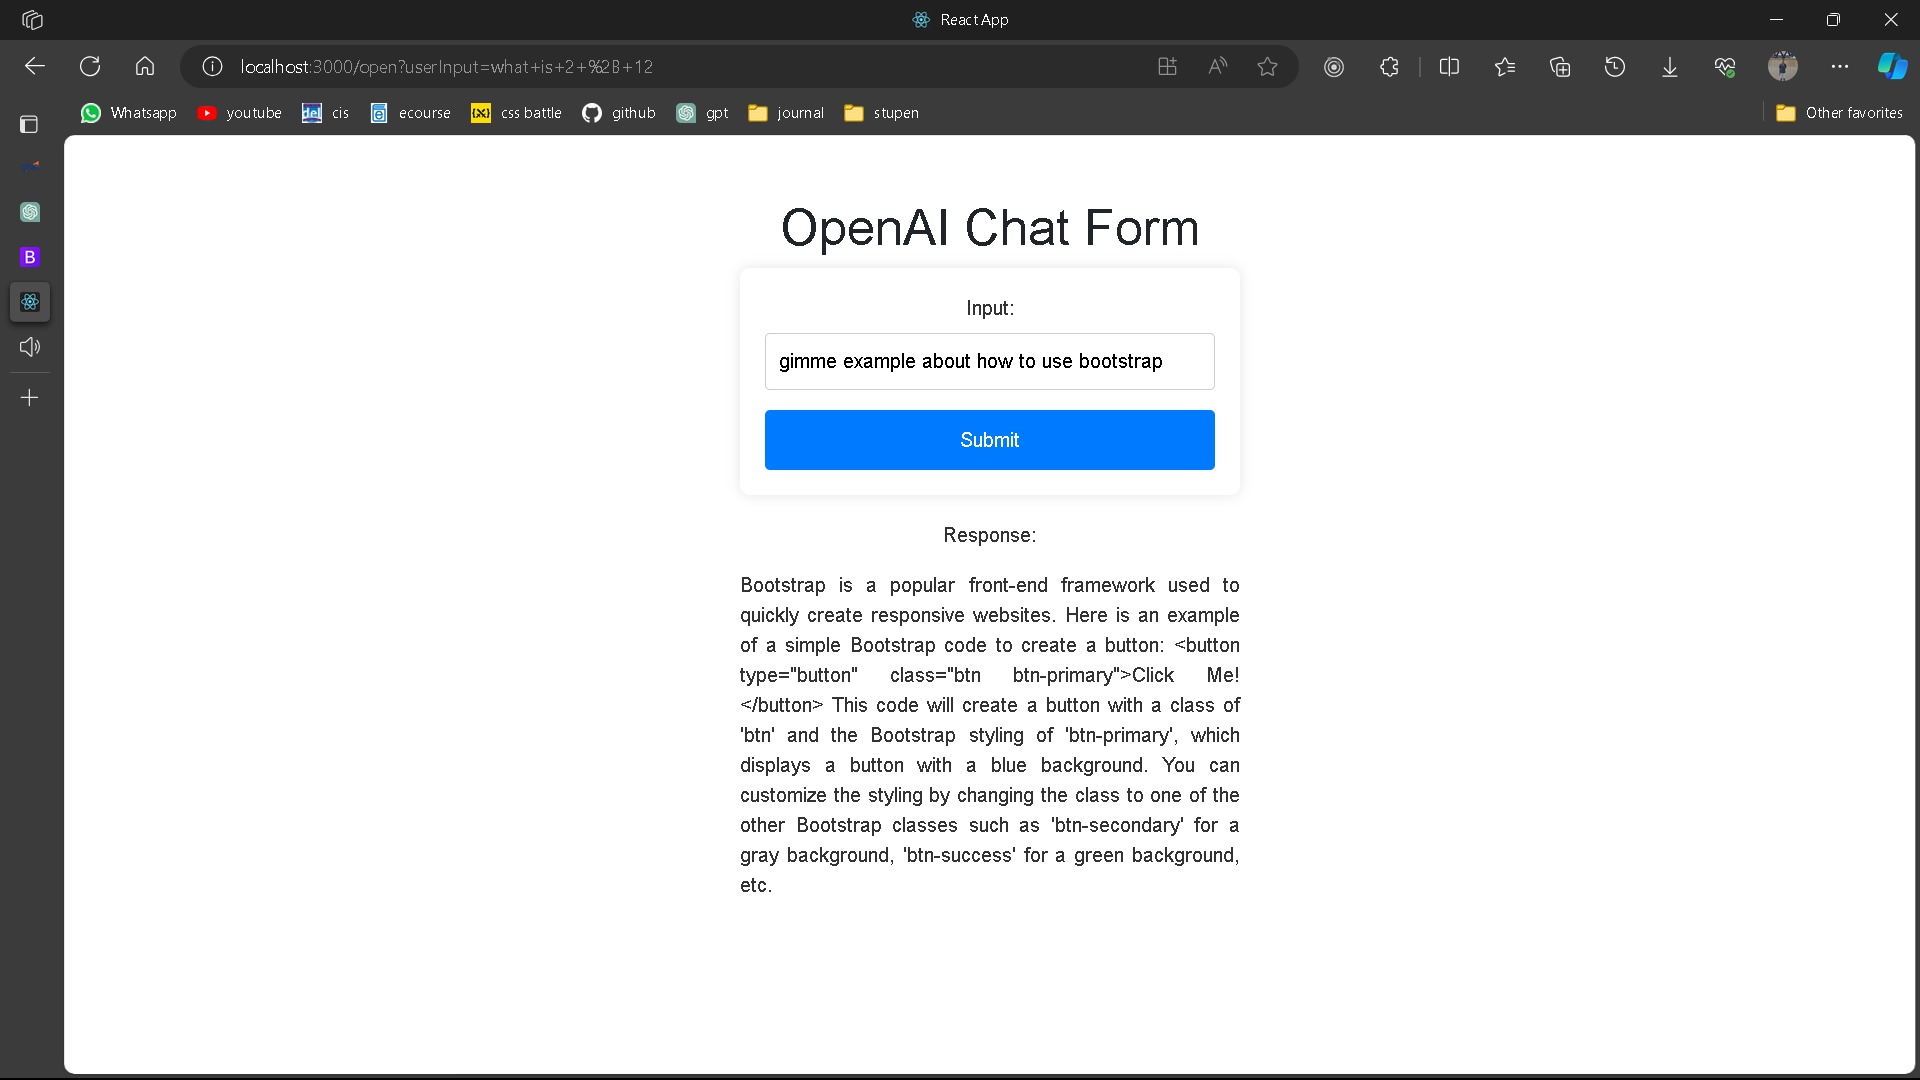 React App
localhost:3000/open?userInput=what+is+2+%2B+12
Whatsapp youtube del cis ecourse css battle github gpt journal stupen Other favorites
B
OpenAI Chat Form
Input:
gimme example about how to use bootstrap
Submit
Response:
Bootstrap is a popular front-end framework used to
quickly create responsive websites. Here is an example
of a simple Bootstrap code to create a button: <button
type="button" class="btn btn-primary">Click Me!
</button> This code will create a button with a class of
'btn' and the Bootstrap styling of 'btn-primary', which
displays a button with a blue background. You can
customize the styling by changing the class to one of the
other Bootstrap classes such as 'btn-secondary' for a
gray background, 'btn-success' for a green background,
etc.